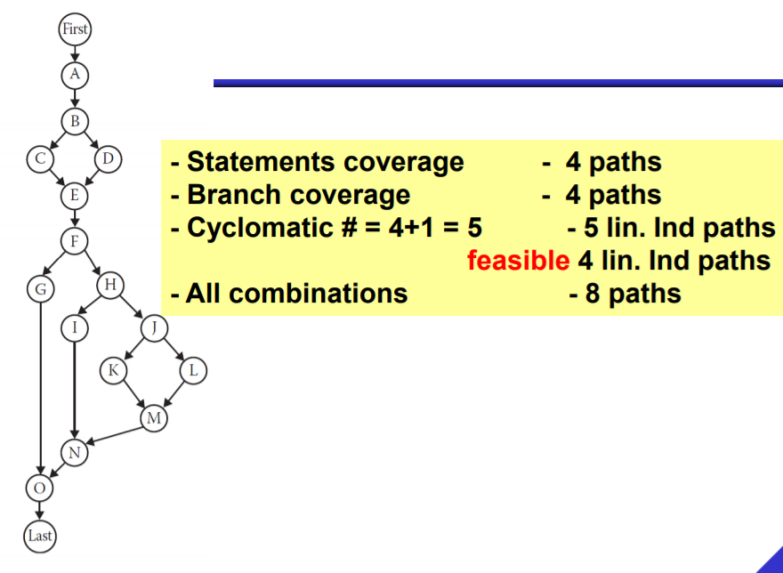 First
A
B
C D
E
F
G H
I J
K L
M
N
O
Last
- Statements coverage - 4 paths
- Branch coverage - 4 paths
- Cyclomatic # = 4+1 = 5 - 5 lin. Ind paths
feasible 4 lin. Ind paths
- All combinations - 8 paths